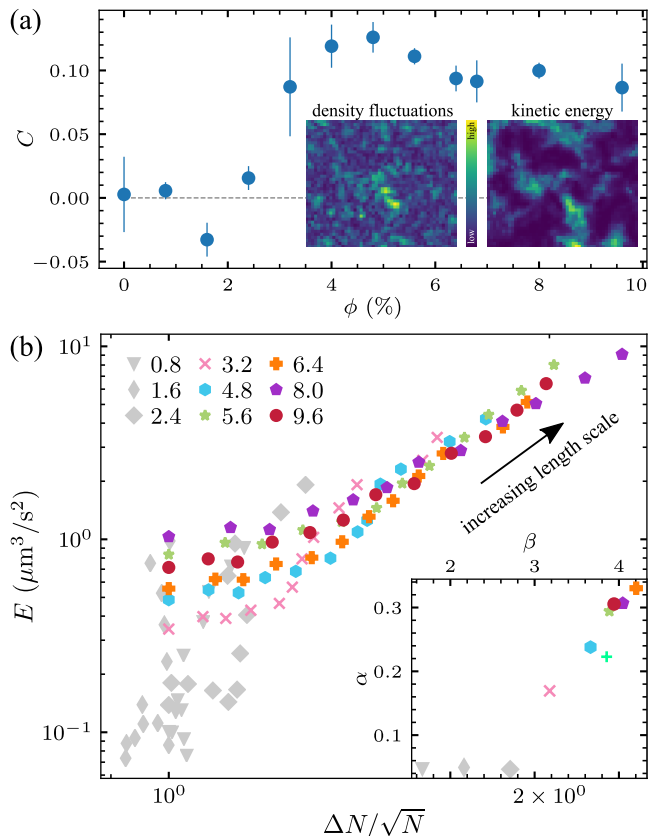 (a)
C
0.10
0.05
0.00
−0.05
density fluctuations
kinetic energy
high
low
0
2
4
6
8
10
ϕ (%)
(b)
E (μm³/s²)
10¹
10⁰
10⁻¹
0.8
3.2
6.4
1.6
4.8
8.0
2.4
5.6
9.6
increasing length scale
β
2
3
4
α
0.3
0.2
0.1
10⁰
2 × 10⁰
ΔN/√N